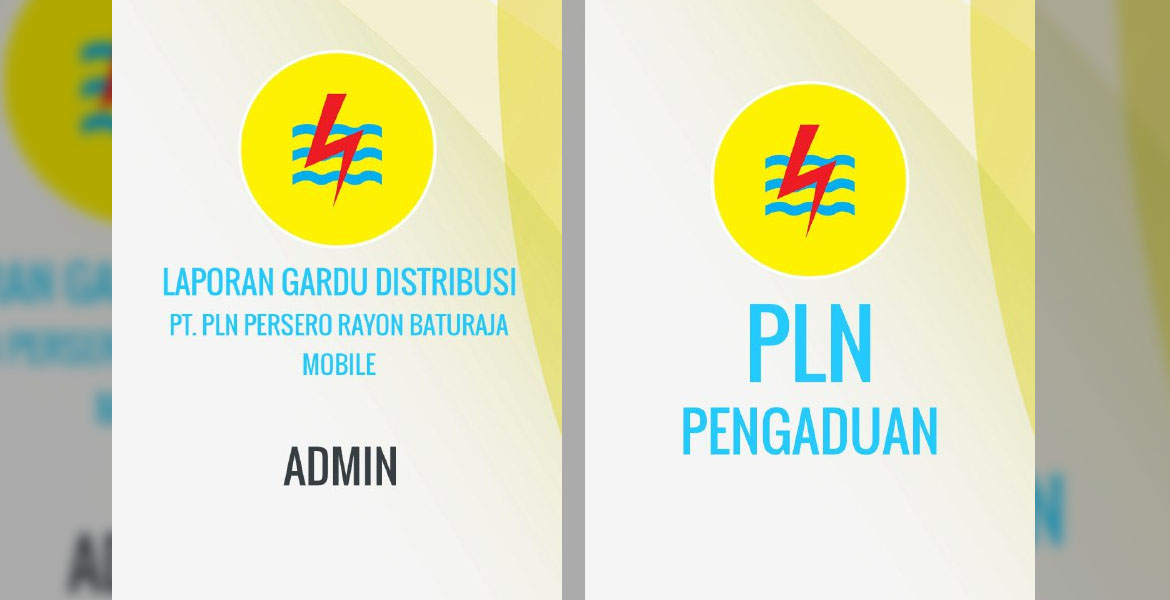 LAPORAN GARDU DISTRIBUSI
PT. PLN PERSERO RAYON BATURAJA
MOBILE
ADMIN
PLN
PENGADUAN